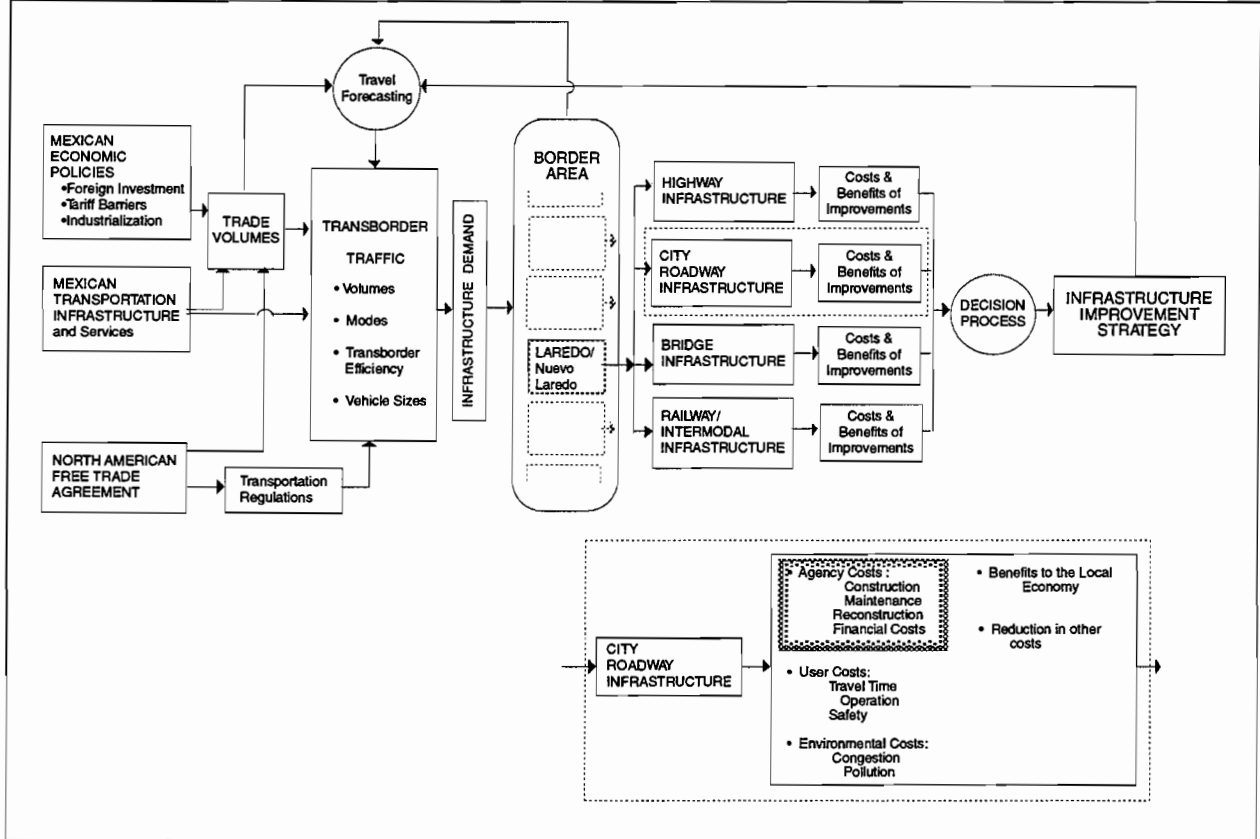 Travel
Forecasting
MEXICAN
ECONOMIC
POLICIES
•Foreign Investment
•Tariff Barriers
•Industrialization
TRADE
VOLUMES
MEXICAN
TRANSPORTATION
INFRASTRUCTURE
and Services
NORTH AMERICAN
FREE TRADE
AGREEMENT
Transportation
Regulations
TRANSBORDER
TRAFFIC
• Volumes
• Modes
• Transborder
Efficiency
• Vehicle Sizes
INFRASTRUCTURE DEMAND
BORDER
AREA
LAREDO/
Nuevo
Laredo
HIGHWAY
INFRASTRUCTURE
Costs &
Benefits of
Improvements
CITY
ROADWAY
INFRASTRUCTURE
Costs &
Benefits of
Improvements
BRIDGE
INFRASTRUCTURE
Costs &
Benefits of
Improvements
RAILWAY/
INTERMODAL
INFRASTRUCTURE
Costs &
Benefits of
Improvements
DECISION
PROCESS
INFRASTRUCTURE
IMPROVEMENT
STRATEGY
CITY
ROADWAY
INFRASTRUCTURE
• Agency Costs :
Construction
Maintenance
Reconstruction
Financial Costs
• User Costs:
Travel Time
Operation
Safety
• Environmental Costs:
Congestion
Pollution
• Benefits to the Local
Economy
• Reduction in other
costs